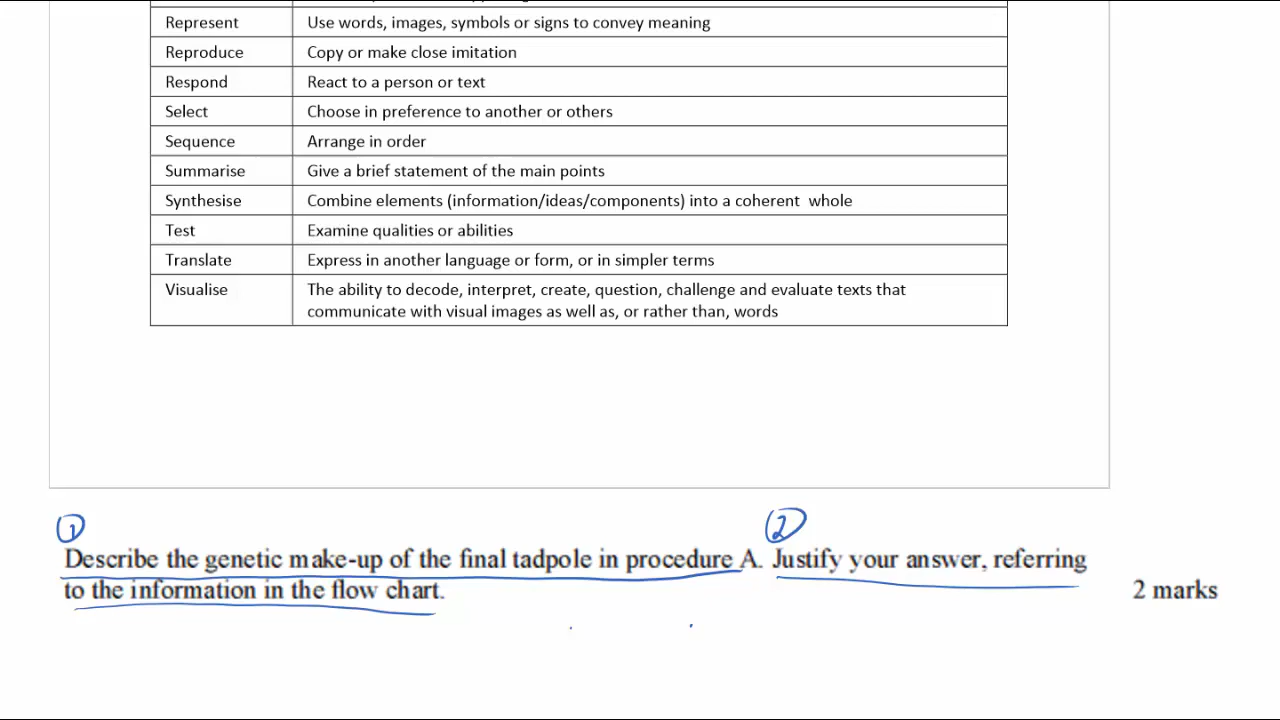 Represent Use words, images, symbols or signs to convey meaning
Reproduce Copy or make close imitation
Respond React to a person or text
Select Choose in preference to another or others
Sequence Arrange in order
Summarise Give a brief statement of the main points
Synthesise Combine elements (information/ideas/components) into a coherent whole
Test Examine qualities or abilities
Translate Express in another language or form, or in simpler terms
Visualise The ability to decode, interpret, create, question, challenge and evaluate texts that
communicate with visual images as well as, or rather than, words
1 2
Describe the genetic make-up of the final tadpole in procedure A. Justify your answer, referring
to the information in the flow chart. 2 marks